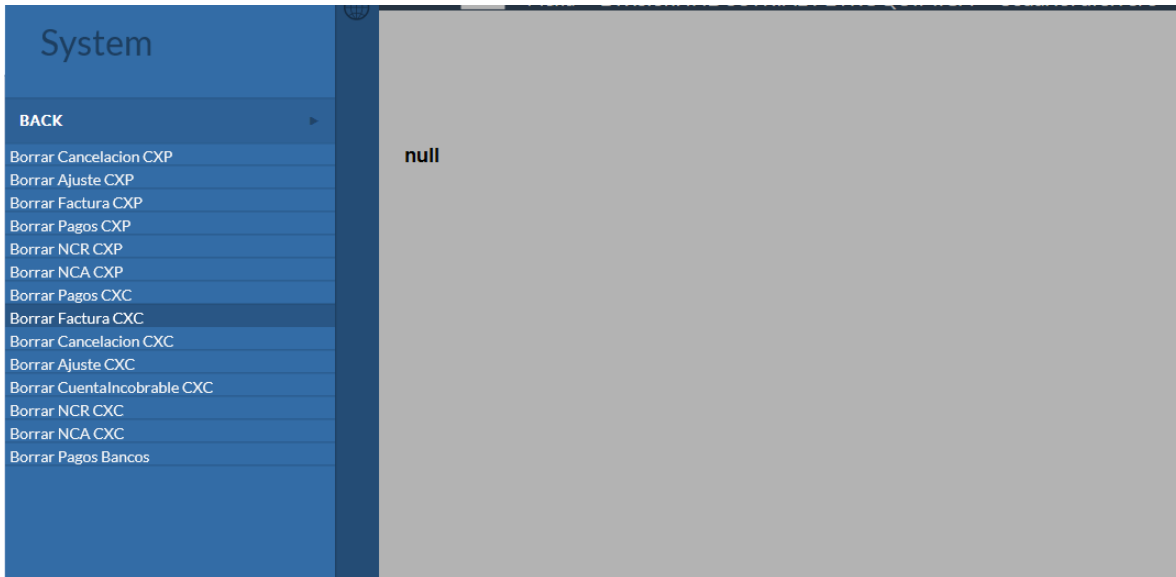 System
BACK
Borrar Cancelacion CXP
Borrar Ajuste CXP
Borrar Factura CXP
Borrar Pagos CXP
Borrar NCR CXP
Borrar NCA CXP
Borrar Pagos CXC
Borrar Factura CXC
Borrar Cancelacion CXC
Borrar Ajuste CXC
Borrar CuentaIncobrable CXC
Borrar NCR CXC
Borrar NCA CXC
Borrar Pagos Bancos
null